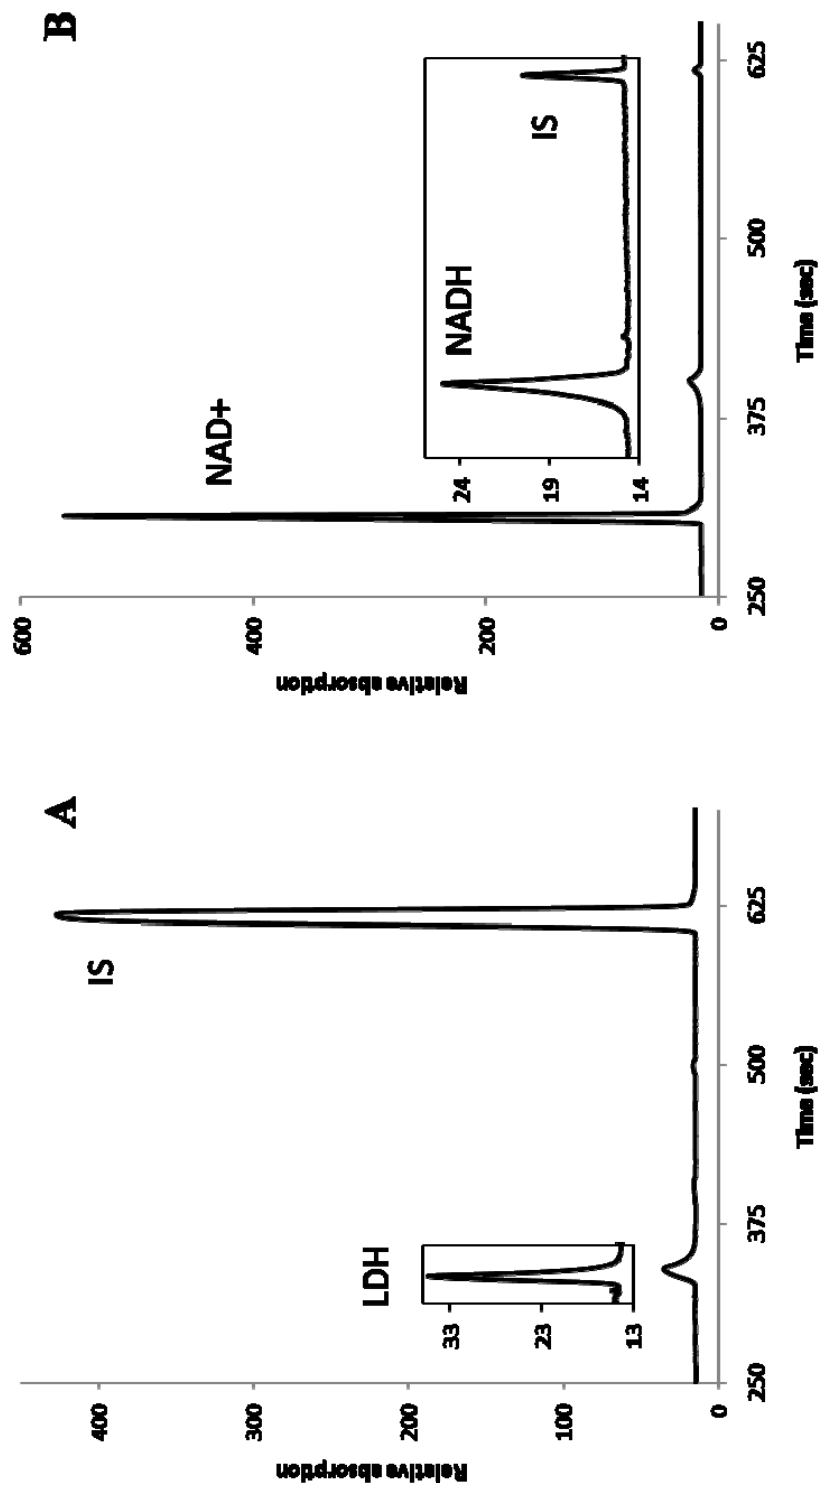 A
Relative absorption
400
300
200
100
0
IS
LDH
33
23
13
250
375
500
625
Time (sec)
B
Relative absorption
600
400
200
0
NAD+
NADH
IS
24
19
14
250
375
500
625
Time (sec)